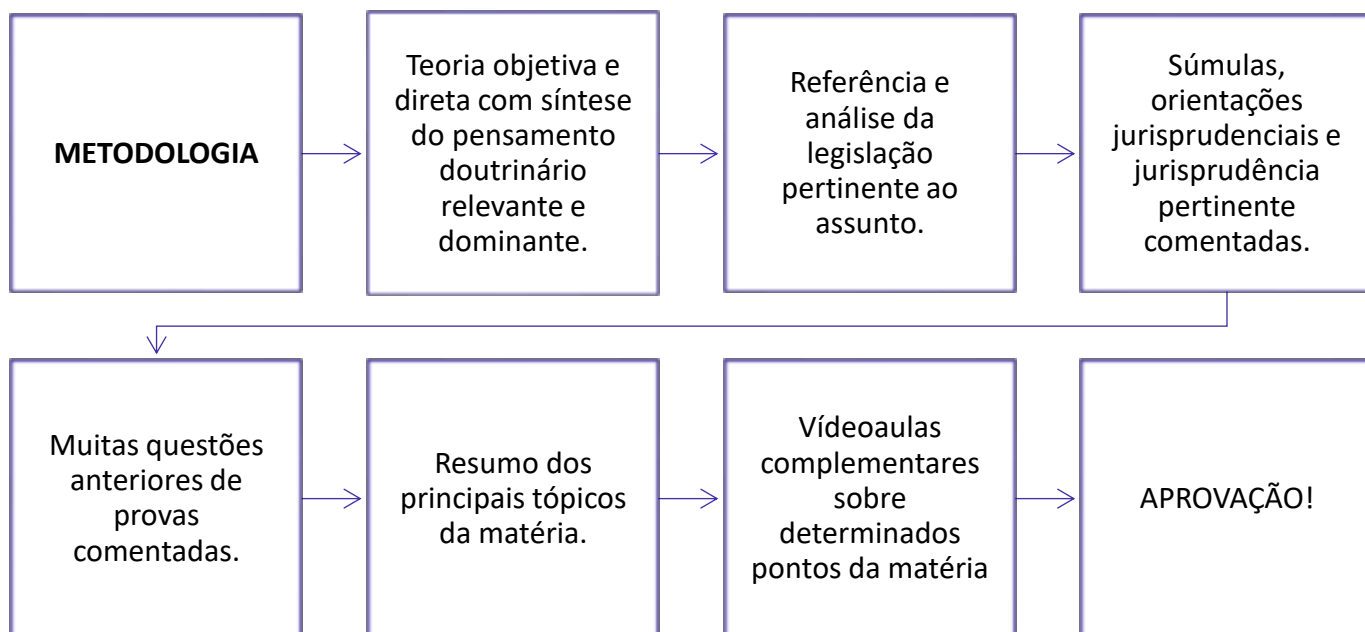 METODOLOGIA
Teoria objetiva e
direta com síntese
do pensamento
doutrinário
relevante e
dominante.
Referência e
análise da
legislação
pertinente ao
assunto.
Súmulas,
orientações
jurisprudenciais e
jurisprudência
pertinente
comentadas.
Muitas questões
anteriores de
provas
comentadas.
Resumo dos
principais tópicos
da matéria.
Vídeoaulas
complementares
sobre
determinados
pontos da matéria
APROVAÇÃO!